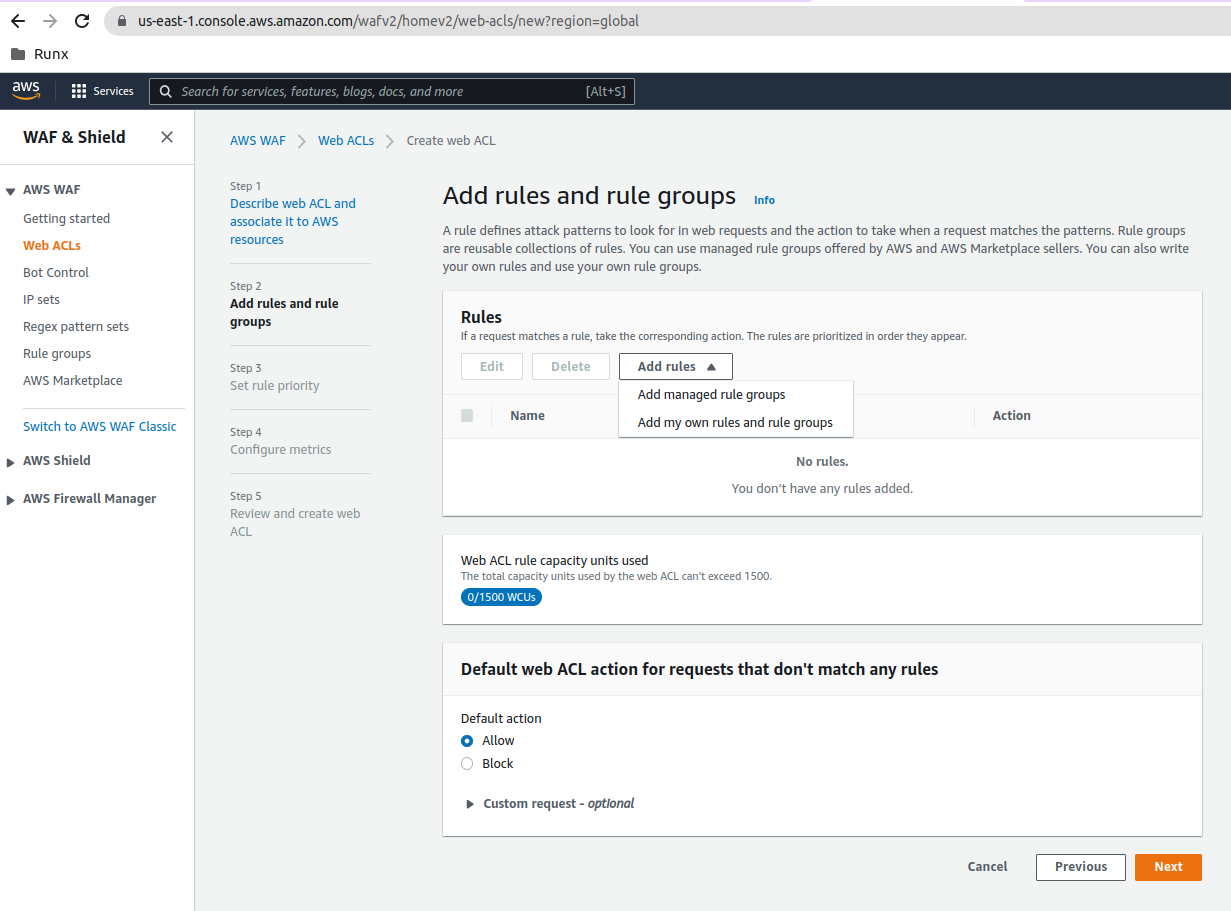 us-east-1.console.aws.amazon.com/wafv2/homev2/web-acls/new?region=global
Runx
aws
Services
Search for services, features, blogs, docs, and more
[Alt+S]
WAF & Shield
AWS WAF
Getting started
Web ACLs
Bot Control
IP sets
Regex pattern sets
Rule groups
AWS Marketplace
Switch to AWS WAF Classic
AWS Shield
AWS Firewall Manager
AWS WAF
Web ACLs
Create web ACL
Step 1
Describe web ACL and
associate it to AWS
resources
Step 2
Add rules and rule
groups
Step 3
Set rule priority
Step 4
Configure metrics
Step 5
Review and create web
ACL
Add rules and rule groups Info
A rule defines attack patterns to look for in web requests and the action to take when a request matches the patterns. Rule groups
are reusable collections of rules. You can use managed rule groups offered by AWS and AWS Marketplace sellers. You can also write
your own rules and use your own rule groups.
Rules
If a request matches a rule, take the corresponding action. The rules are prioritized in order they appear.
Edit
Delete
Add rules
Add managed rule groups
Add my own rules and rule groups
Name
Action
No rules.
You don't have any rules added.
Web ACL rule capacity units used
The total capacity units used by the web ACL can't exceed 1500.
0/1500 WCUs
Default web ACL action for requests that don't match any rules
Default action
Allow
Block
Custom request - optional
Cancel
Previous
Next